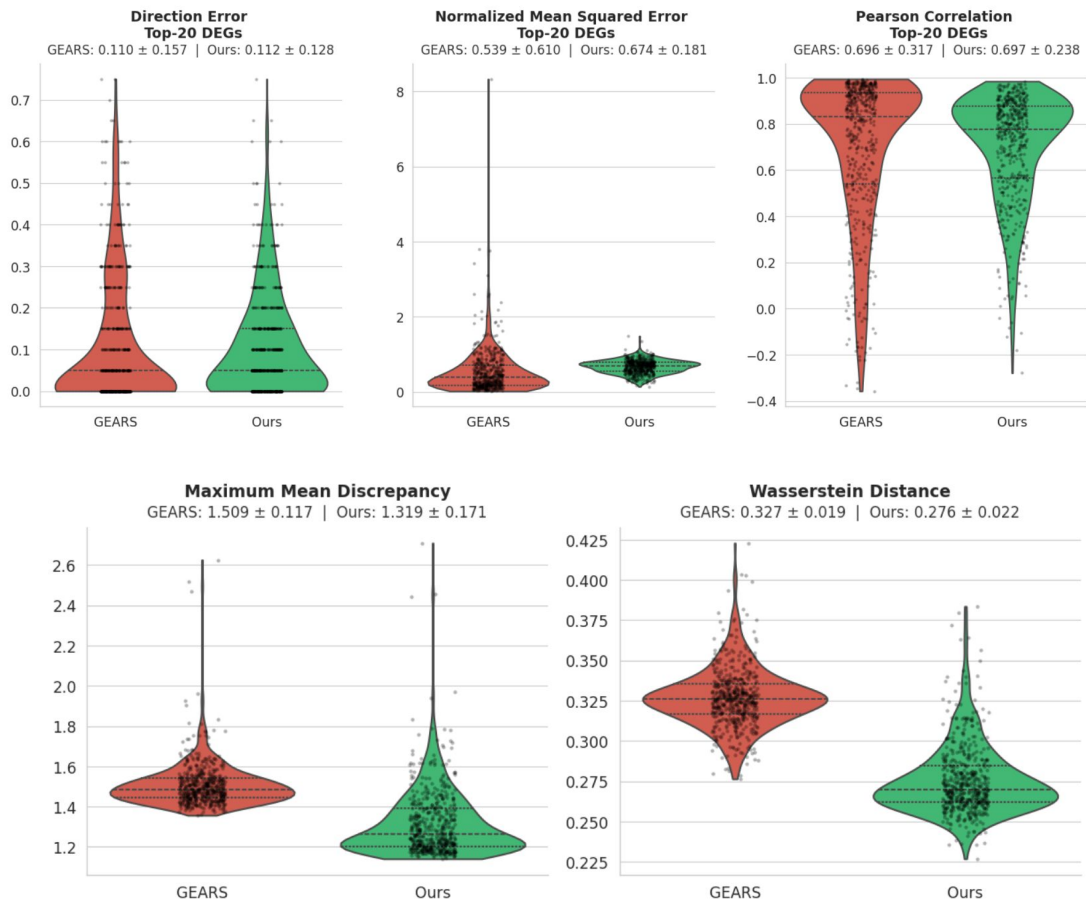 Direction Error
Top-20 DEGs
GEARS: 0.110 ± 0.157 | Ours: 0.112 ± 0.128
0.7
0.6
0.5
0.4
0.3
0.2
0.1
0.0
GEARS
Ours
Normalized Mean Squared Error
Top-20 DEGs
GEARS: 0.539 ± 0.610 | Ours: 0.674 ± 0.181
8
6
4
2
0
GEARS
Ours
Pearson Correlation
Top-20 DEGs
GEARS: 0.696 ± 0.317 | Ours: 0.697 ± 0.238
1.0
0.8
0.6
0.4
0.2
0.0
−0.2
−0.4
GEARS
Ours
Maximum Mean Discrepancy
GEARS: 1.509 ± 0.117 | Ours: 1.319 ± 0.171
2.6
2.4
2.2
2.0
1.8
1.6
1.4
1.2
GEARS
Ours
Wasserstein Distance
GEARS: 0.327 ± 0.019 | Ours: 0.276 ± 0.022
0.425
0.400
0.375
0.350
0.325
0.300
0.275
0.250
0.225
GEARS
Ours